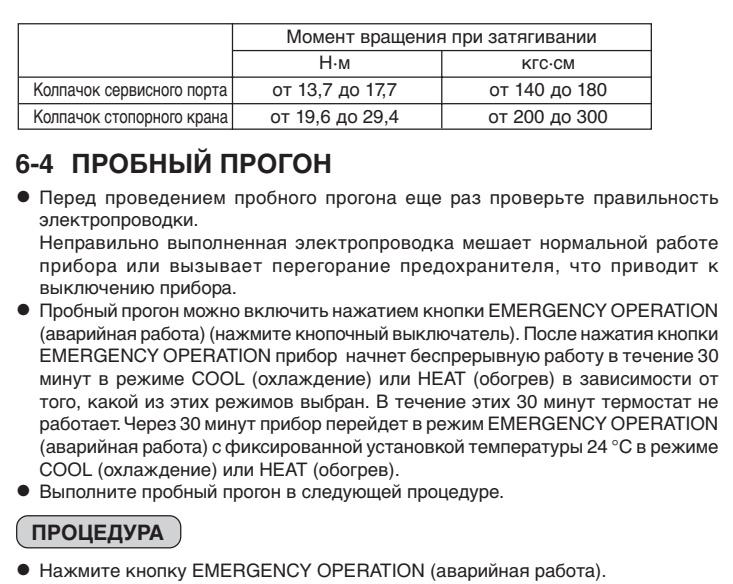 Момент вращения при затягивании
Н·м кгс·см
Колпачок сервисного порта от 13,7 до 17,7 от 140 до 180
Колпачок стопорного крана от 19,6 до 29,4 от 200 до 300
6-4 ПРОБНЫЙ ПРОГОН
● Перед проведением пробного прогона еще раз проверьте правильность
электропроводки.
Неправильно выполненная электропроводка мешает нормальной работе
прибора или вызывает перегорание предохранителя, что приводит к
выключению прибора.
● Пробный прогон можно включить нажатием кнопки EMERGENCY OPERATION
(аварийная работа) (нажмите кнопочный выключатель). После нажатия кнопки
EMERGENCY OPERATION прибор начнет беспрерывную работу в течение 30
минут в режиме COOL (охлаждение) или HEAT (обогрев) в зависимости от
того, какой из этих режимов выбран. В течение этих 30 минут термостат не
работает. Через 30 минут прибор перейдет в режим EMERGENCY OPERATION
(аварийная работа) с фиксированной установкой температуры 24 °C в режиме
COOL (охлаждение) или HEAT (обогрев).
● Выполните пробный прогон в следующей процедуре.
ПРОЦЕДУРА
● Нажмите кнопку EMERGENCY OPERATION (аварийная работа).